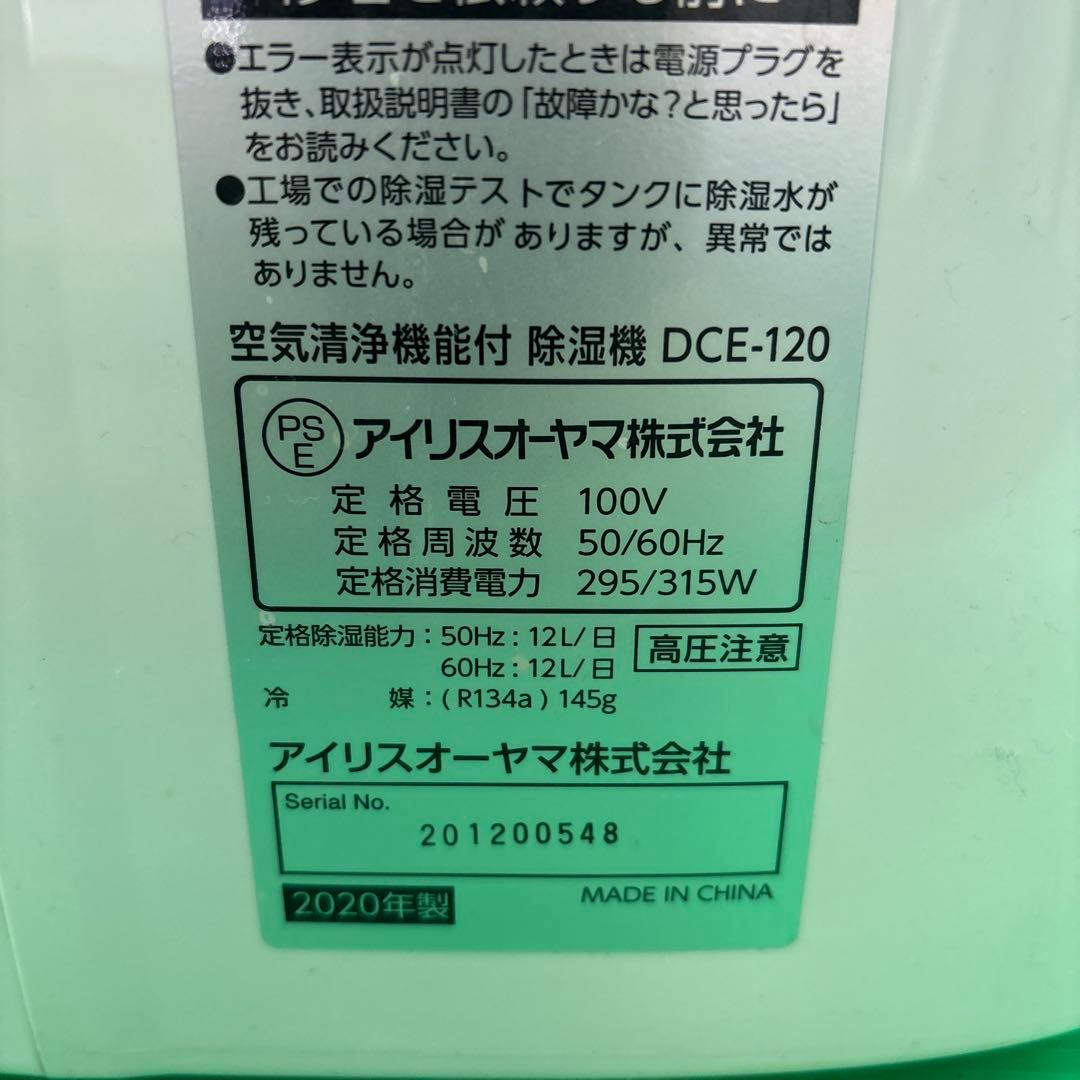 ●エラー表示が点灯したときは電源プラグを
抜き、取扱説明書の「故障かな?と思ったら」
をお読みください。
●工場での除湿テストでタンクに除湿水が
残っている場合がありますが、異常では
ありません。
空気清浄機能付 除湿機 DCE-120
PSE アイリスオーヤマ株式会社
定格電圧 100V
定格周波数 50/60Hz
定格消費電力 295/315W
定格除湿能力:50Hz:12L/日
60Hz:12L/日
高圧注意
冷媒:(R134a)145g
アイリスオーヤマ株式会社
Serial No.
201200548
2020年製
MADE IN CHINA